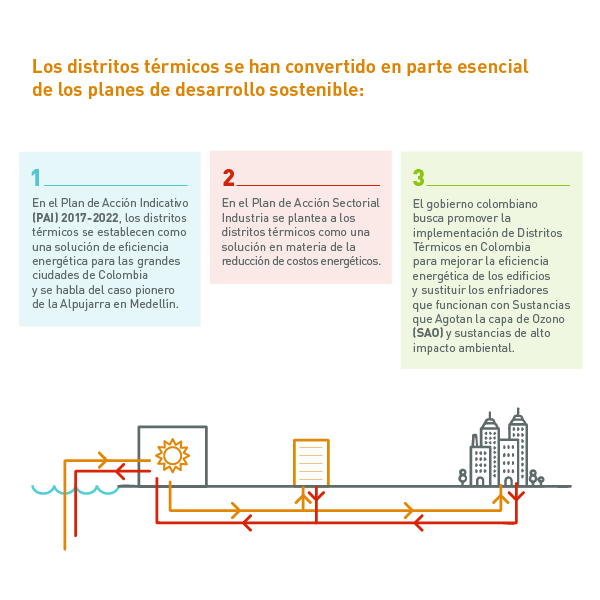 Los distritos térmicos se han convertido en parte esencial
de los planes de desarrollo sostenible:
1
En el Plan de Acción Indicativo
(PAI) 2017-2022, los distritos
térmicos se establecen como
una solución de eficiencia
energética para las grandes
ciudades de Colombia
y se habla del caso pionero
de la Alpujarra en Medellín.
2
En el Plan de Acción Sectorial
Industria se plantea a los
distritos térmicos como una
solución en materia de la
reducción de costos energéticos.
3
El gobierno colombiano
busca promover la
implementación de Distritos
Térmicos en Colombia
para mejorar la eficiencia
energética de los edificios
y sustituir los enfriadores
que funcionan con Sustancias
que Agotan la capa de Ozono
(SAO) y sustancias de alto
impacto ambiental.